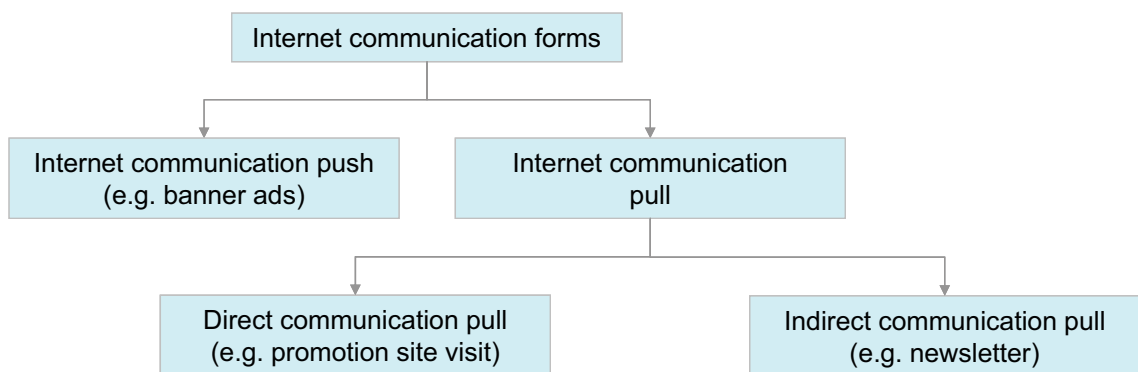 Internet communication forms
Internet communication push
(e.g. banner ads)
Internet communication
pull
Direct communication pull
(e.g. promotion site visit)
Indirect communication pull
(e.g. newsletter)